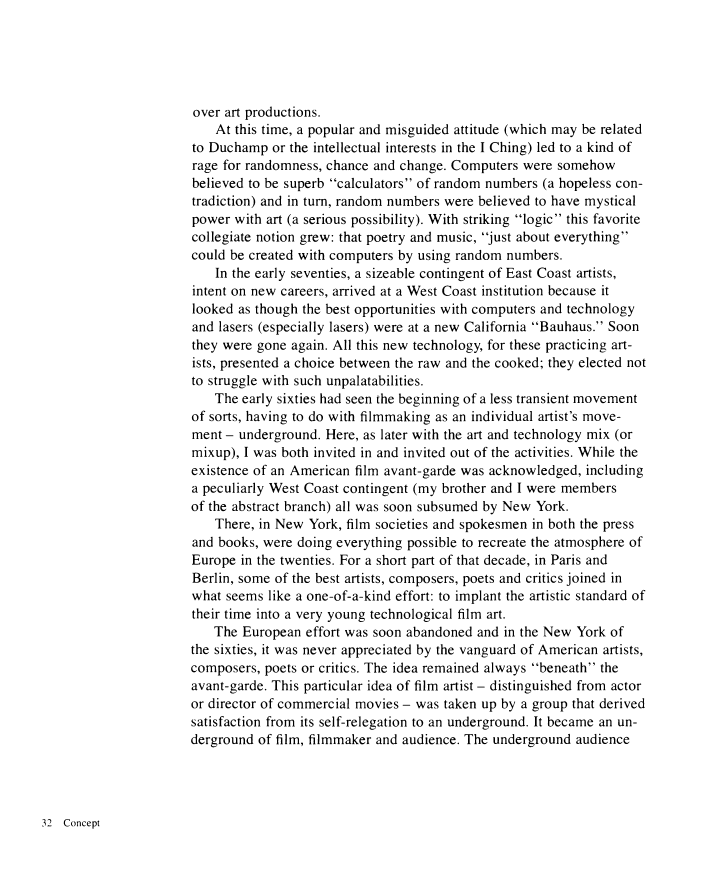 over art productions.
At this time, a popular and misguided attitude (which may be related
to Duchamp or the intellectual interests in the I Ching) led to a kind of
rage for randomness, chance and change. Computers were somehow
believed to be superb “calculators” of random numbers (a hopeless con-
tradiction) and in turn, random numbers were believed to have mystical
power with art (a serious possibility). With striking “logic” this favorite
collegiate notion grew: that poetry and music, “just about everything”
could be created with computers by using random numbers.
In the early seventies, a sizeable contingent of East Coast artists,
intent on new careers, arrived at a West Coast institution because it
looked as though the best opportunities with computers and technology
and lasers (especially lasers) were at a new California “Bauhaus.” Soon
they were gone again. All this new technology, for these practicing art-
ists, presented a choice between the raw and the cooked; they elected not
to struggle with such unpalatabilities.
The early sixties had seen the beginning of a less transient movement
of sorts, having to do with filmmaking as an individual artist’s move-
ment – underground. Here, as later with the art and technology mix (or
mixup), I was both invited in and invited out of the activities. While the
existence of an American film avant-garde was acknowledged, including
a peculiarly West Coast contingent (my brother and I were members
of the abstract branch) all was soon subsumed by New York.
There, in New York, film societies and spokesmen in both the press
and books, were doing everything possible to recreate the atmosphere of
Europe in the twenties. For a short part of that decade, in Paris and
Berlin, some of the best artists, composers, poets and critics joined in
what seems like a one-of-a-kind effort: to implant the artistic standard of
their time into a very young technological film art.
The European effort was soon abandoned and in the New York of
the sixties, it was never appreciated by the vanguard of American artists,
composers, poets or critics. The idea remained always “beneath” the
avant-garde. This particular idea of film artist – distinguished from actor
or director of commercial movies – was taken up by a group that derived
satisfaction from its self-relegation to an underground. It became an un-
derground of film, filmmaker and audience. The underground audience
32 Concept